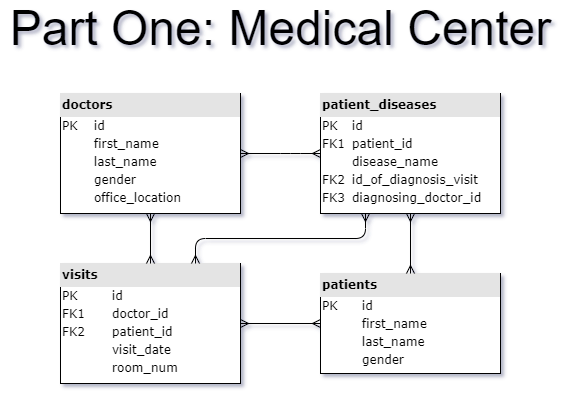 Part One: Medical Center
doctors
PK id
first_name
last_name
gender
office_location
patient_diseases
PK id
FK1 patient_id
disease_name
FK2 id_of_diagnosis_visit
FK3 diagnosing_doctor_id
visits
PK id
FK1 doctor_id
FK2 patient_id
visit_date
room_num
patients
PK id
first_name
last_name
gender